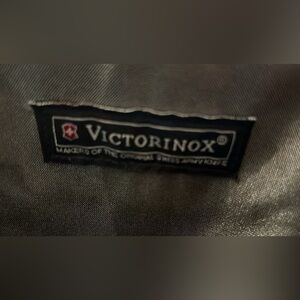 VICTORINOX®
MAKERS OF THE ORIGINAL SWISS ARMY KNIFE